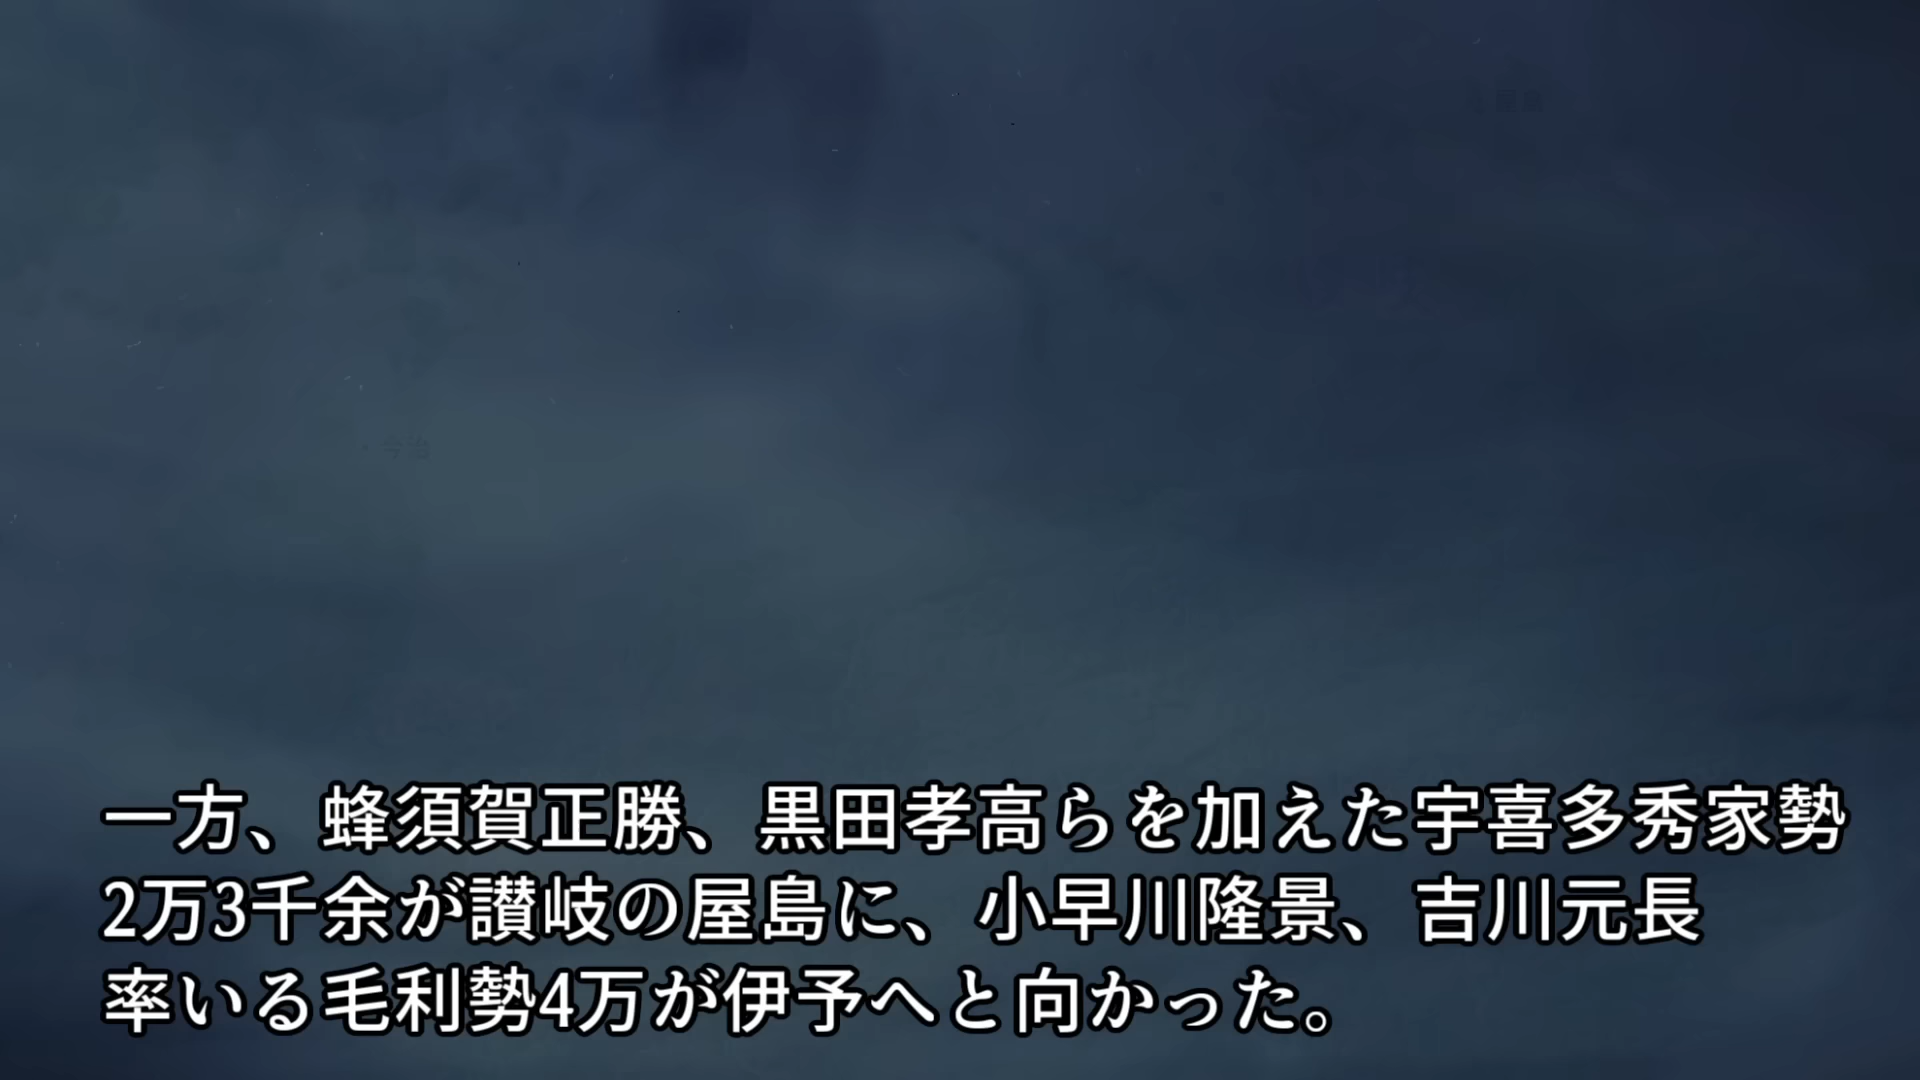 一方、蜂須賀正勝、黒田孝高らを加えた宇喜多秀家勢
2万3千余が讃岐の屋島に、小早川隆景、吉川元長
率いる毛利勢4万が伊予へと向かった。
今治